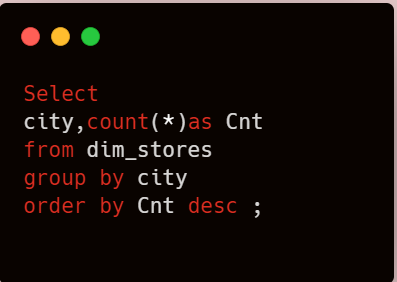 Select
city,count(*)as Cnt
from dim_stores
group by city
order by Cnt desc ;